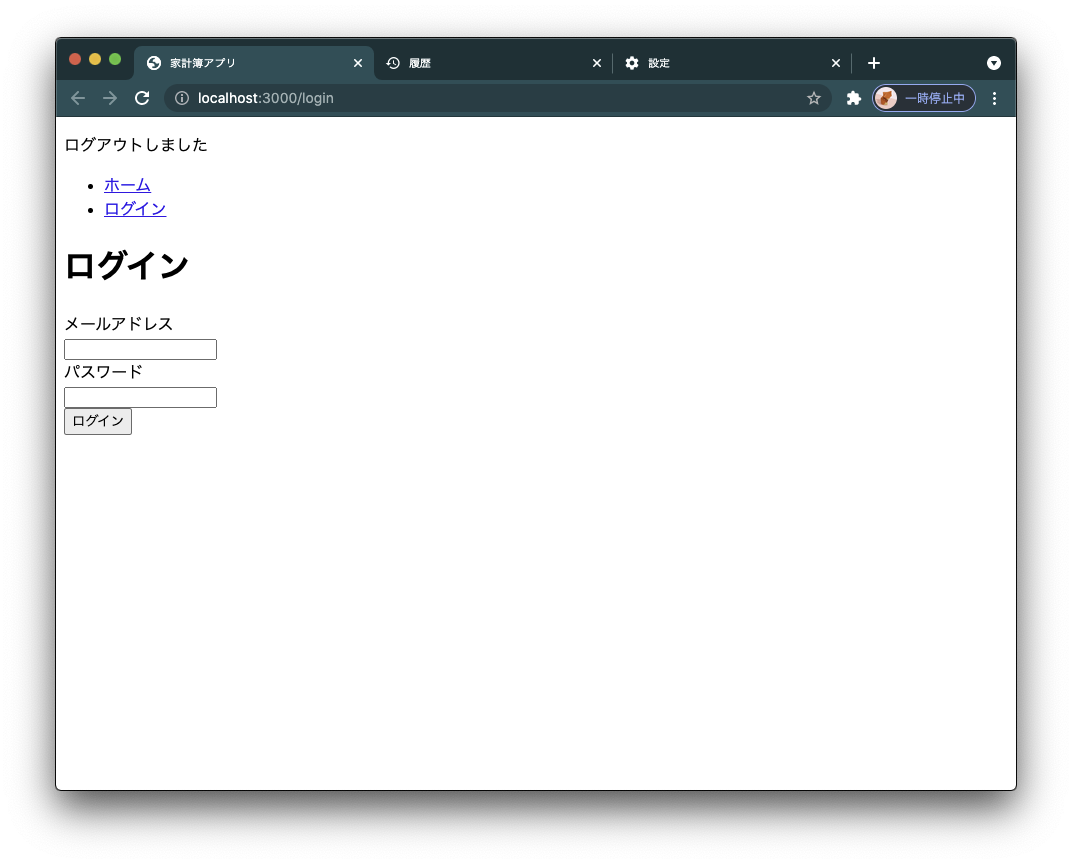 家計簿アプリ
履歴
設定
localhost:3000/login
一時停止中
ログアウトしました
ホーム
ログイン
ログイン
メールアドレス
パスワード
ログイン